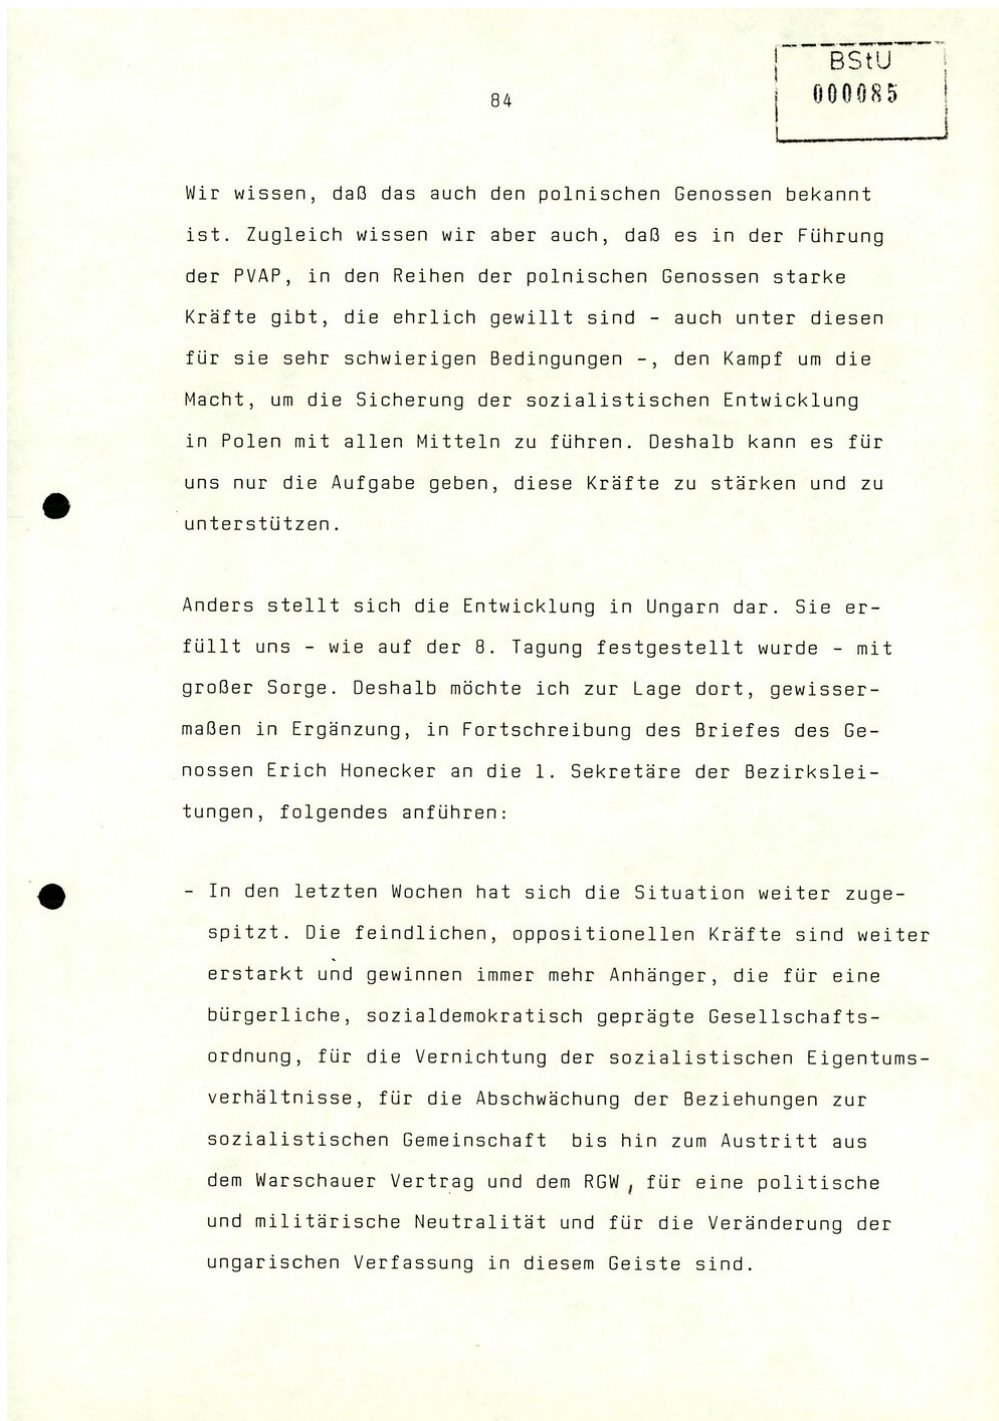 BStU
000085
84
Wir wissen, daß das auch den polnischen Genossen bekannt
ist. Zugleich wissen wir aber auch, daß es in der Führung
der PVAP, in den Reihen der polnischen Genossen starke
Kräfte gibt, die ehrlich gewillt sind - auch unter diesen
für sie sehr schwierigen Bedingungen -, den Kampf um die
Macht, um die Sicherung der sozialistischen Entwicklung
in Polen mit allen Mitteln zu führen. Deshalb kann es für
uns nur die Aufgabe geben, diese Kräfte zu stärken und zu
unterstützen.
Anders stellt sich die Entwicklung in Ungarn dar. Sie er-
füllt uns - wie auf der 8. Tagung festgestellt wurde - mit
großer Sorge. Deshalb möchte ich zur Lage dort, gewisser-
maßen in Ergänzung, in Fortschreibung des Briefes des Ge-
nossen Erich Honecker an die 1. Sekretäre der Bezirkslei-
tungen, folgendes anführen:
- In den letzten Wochen hat sich die Situation weiter zuge-
spitzt. Die feindlichen, oppositionellen Kräfte sind weiter
erstarkt und gewinnen immer mehr Anhänger, die für eine
bürgerliche, sozialdemokratisch geprägte Gesellschafts-
ordnung, für die Vernichtung der sozialistischen Eigentums-
verhältnisse, für die Abschwächung der Beziehungen zur
sozialistischen Gemeinschaft bis hin zum Austritt aus
dem Warschauer Vertrag und dem RGW, für eine politische
und militärische Neutralität und für die Veränderung der
ungarischen Verfassung in diesem Geiste sind.